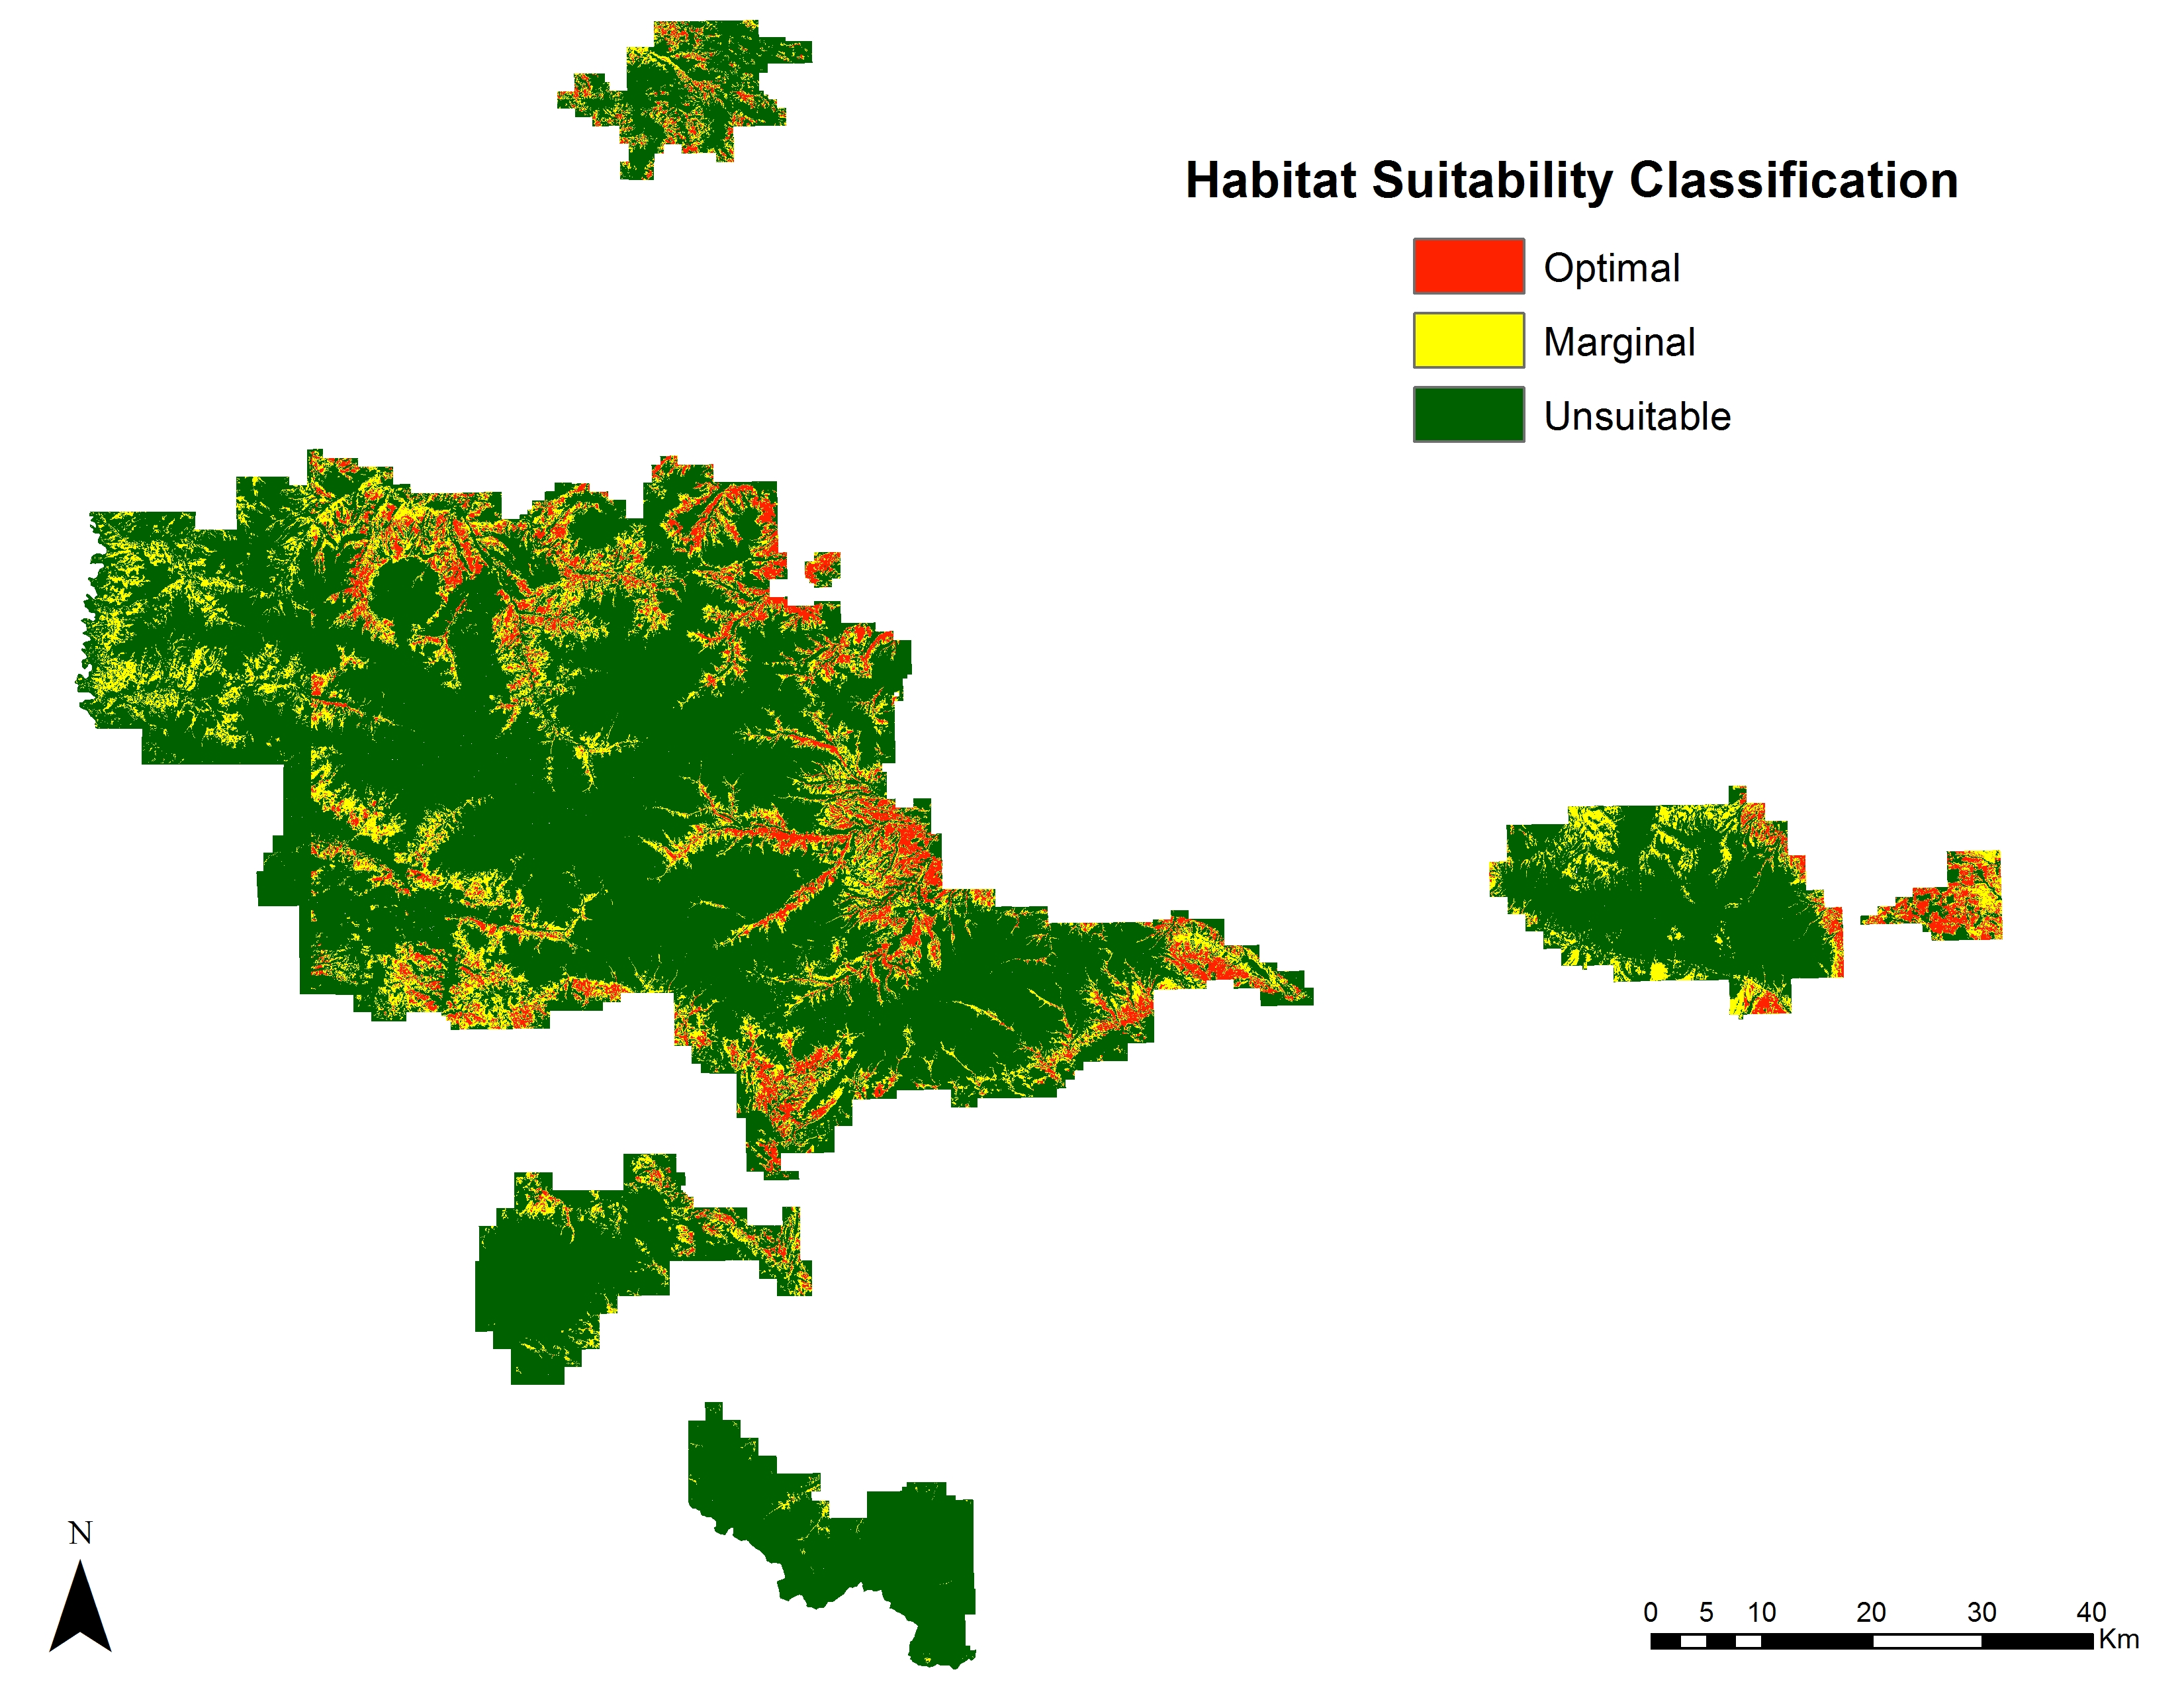 Habitat Suitability Classification
Optimal
Marginal
Unsuitable
N
0 5 10 20 30 40
Km